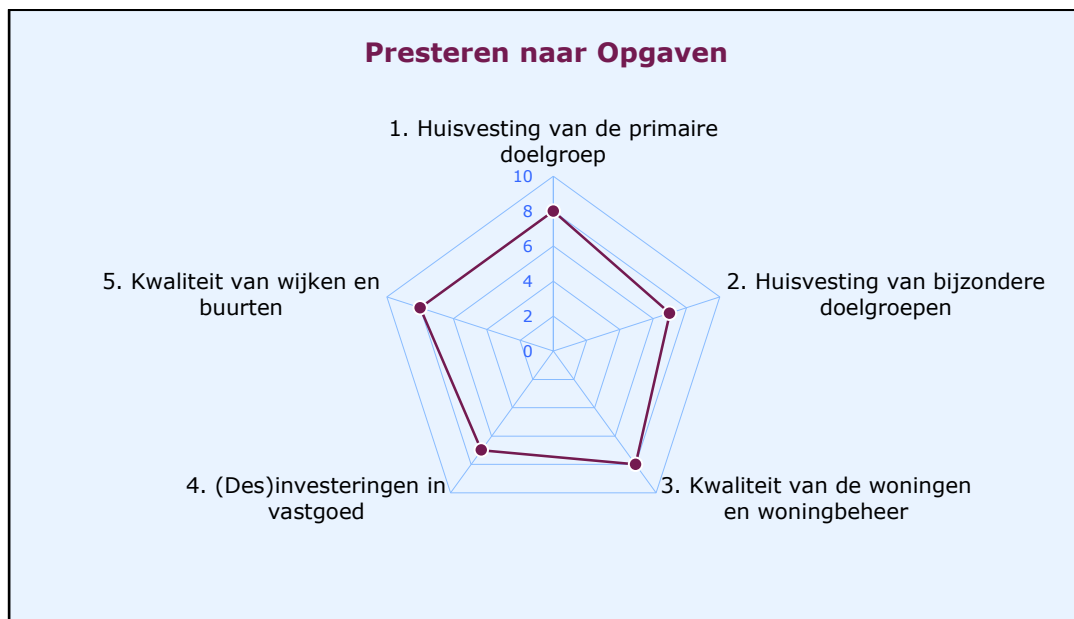 Presteren naar Opgaven
1. Huisvesting van de primaire
doelgroep
10
8
6
4
2
0
5. Kwaliteit van wijken en
buurten
2. Huisvesting van bijzondere
doelgroepen
4. (Des)investeringen in
vastgoed
3. Kwaliteit van de woningen
en woningbeheer